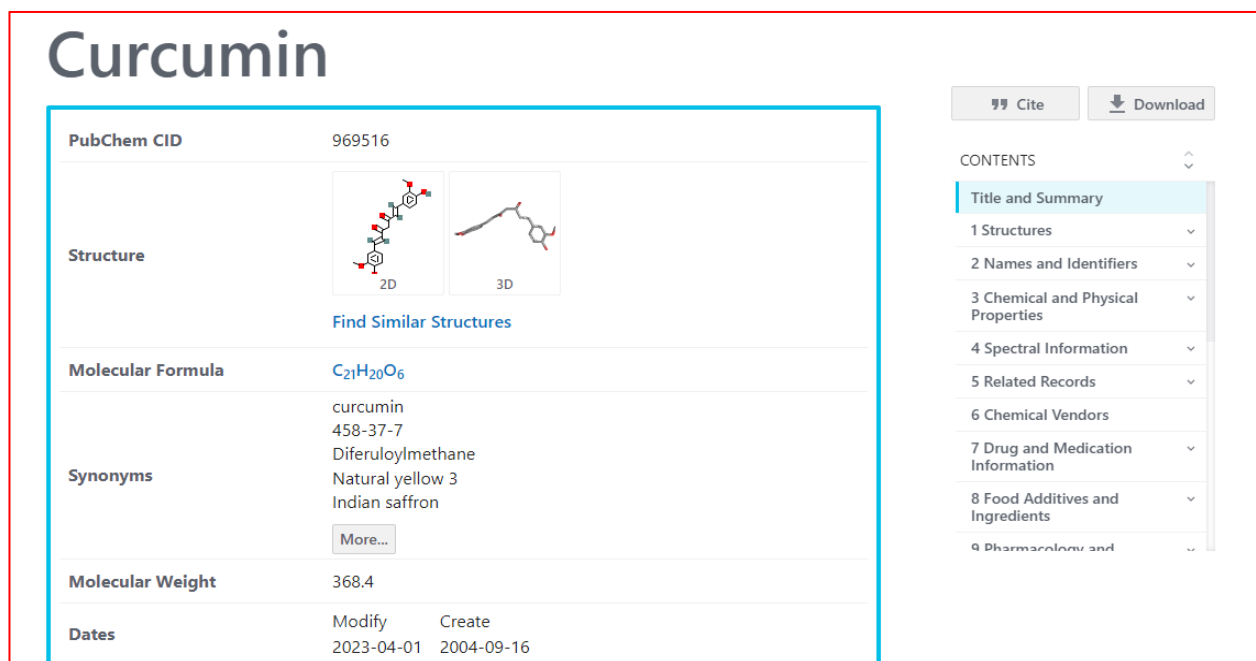 Curcumin
Cite
Download
PubChem CID 969516
Structure
2D
3D
Find Similar Structures
Molecular Formula C₂₁H₂₀O₆
Synonyms
curcumin
458-37-7
Diferuloylmethane
Natural yellow 3
Indian saffron
More...
Molecular Weight 368.4
Dates
Modify Create
2023-04-01 2004-09-16
CONTENTS
Title and Summary
1 Structures
2 Names and Identifiers
3 Chemical and Physical
Properties
4 Spectral Information
5 Related Records
6 Chemical Vendors
7 Drug and Medication
Information
8 Food Additives and
Ingredients
9 Pharmacology and